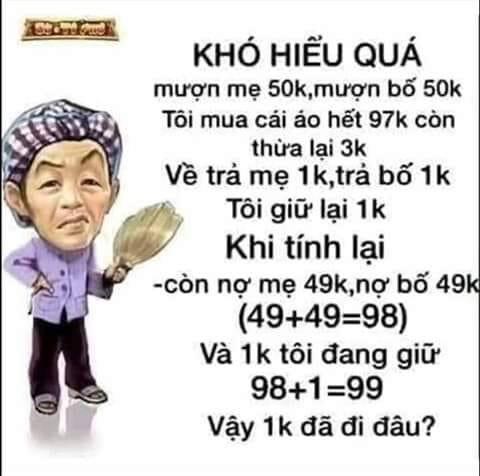 KHÓ HIỂU QUÁ
mượn mẹ 50k,mượn bố 50k
Tôi mua cái áo hết 97k còn
thừa lại 3k
Về trả mẹ 1k,trả bố 1k
Tôi giữ lại 1k
Khi tính lại
-còn nợ mẹ 49k,nợ bố 49k
(49+49=98)
Và 1k tôi đang giữ
98+1=99
Vậy 1k đã đi đâu?